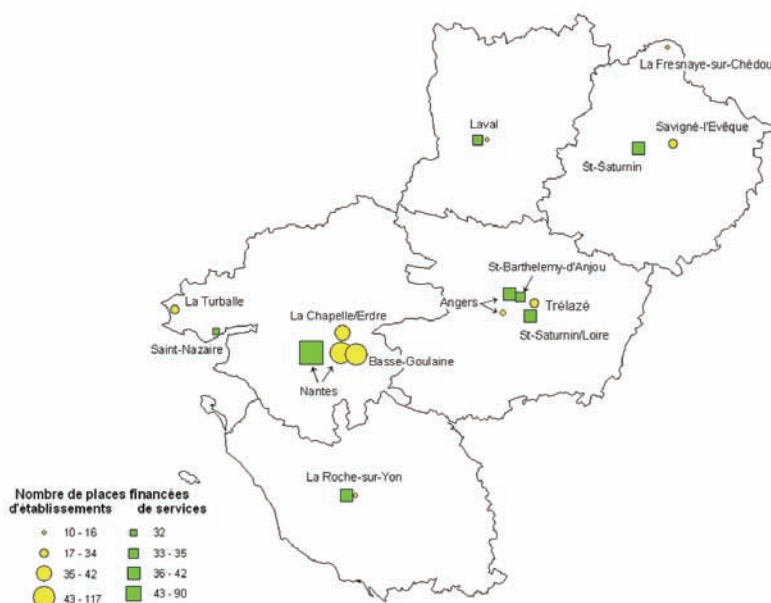 La Fresnaye-sur-Chédou
Laval
Savigné-l'Evêque
St-Saturnin
St-Barthelemy-d'Anjou
La Turballe
Angers
Trélazé
La Chapelle/Erdre
St-Saturnin/Loire
Saint-Nazaire
Basse-Goulaine
Nantes
La Roche-sur-Yon
Nombre de places financées
d'établissements de services
10 - 16 32
17 - 34 33 - 35
35 - 42 36 - 42
43 - 117 43 - 90